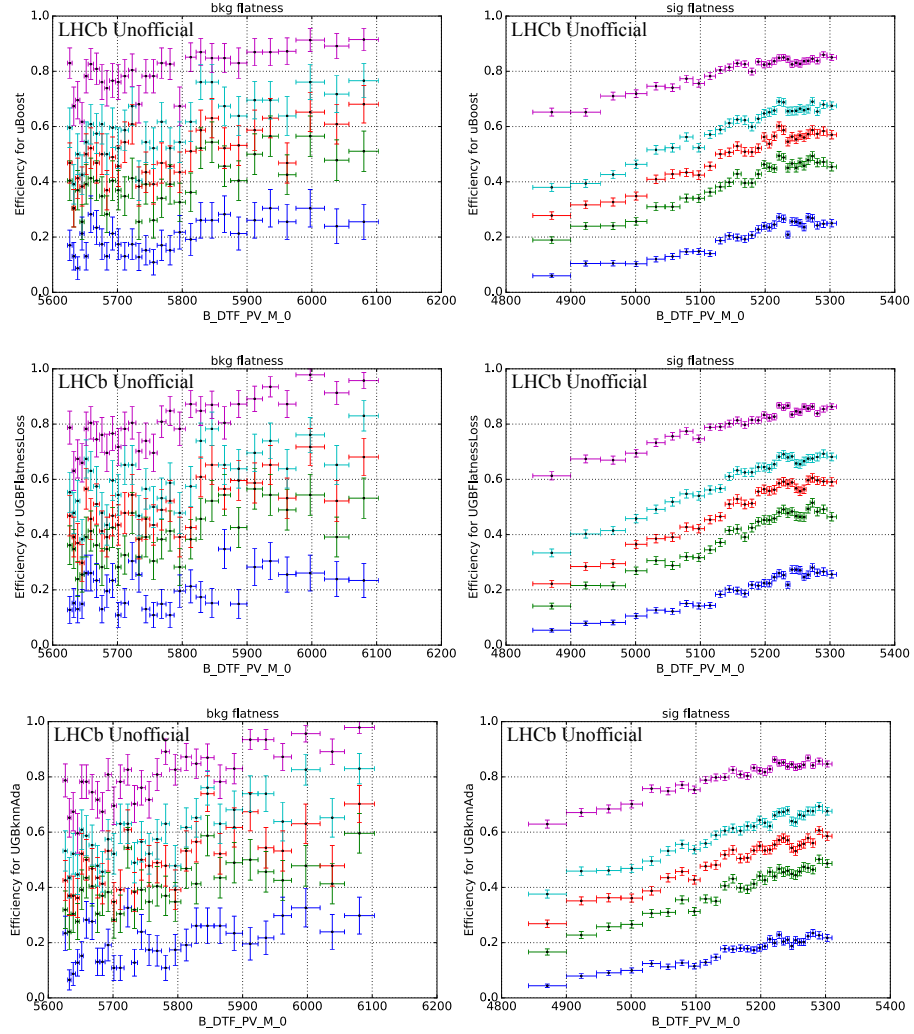 bkg flatness
LHCb Unofficial
1.0
0.8
0.6
0.4
0.2
0.0
Efficiency for uBoost
5600 5700 5800 5900 6000 6100 6200
B_DTF_PV_M_0
sig flatness
LHCb Unofficial
1.0
0.8
0.6
0.4
0.2
0.0
Efficiency for uBoost
4800 4900 5000 5100 5200 5300 5400
B_DTF_PV_M_0
bkg flatness
LHCb Unofficial
1.0
0.8
0.6
0.4
0.2
0.0
Efficiency for UGBFlatnessLoss
5600 5700 5800 5900 6000 6100 6200
B_DTF_PV_M_0
sig flatness
LHCb Unofficial
1.0
0.8
0.6
0.4
0.2
0.0
Efficiency for UGBFlatnessLoss
4800 4900 5000 5100 5200 5300 5400
B_DTF_PV_M_0
bkg flatness
LHCb Unofficial
1.0
0.8
0.6
0.4
0.2
0.0
Efficiency for UGBknnAda
5600 5700 5800 5900 6000 6100 6200
B_DTF_PV_M_0
sig flatness
LHCb Unofficial
1.0
0.8
0.6
0.4
0.2
0.0
Efficiency for UGBknnAda
4800 4900 5000 5100 5200 5300 5400
B_DTF_PV_M_0